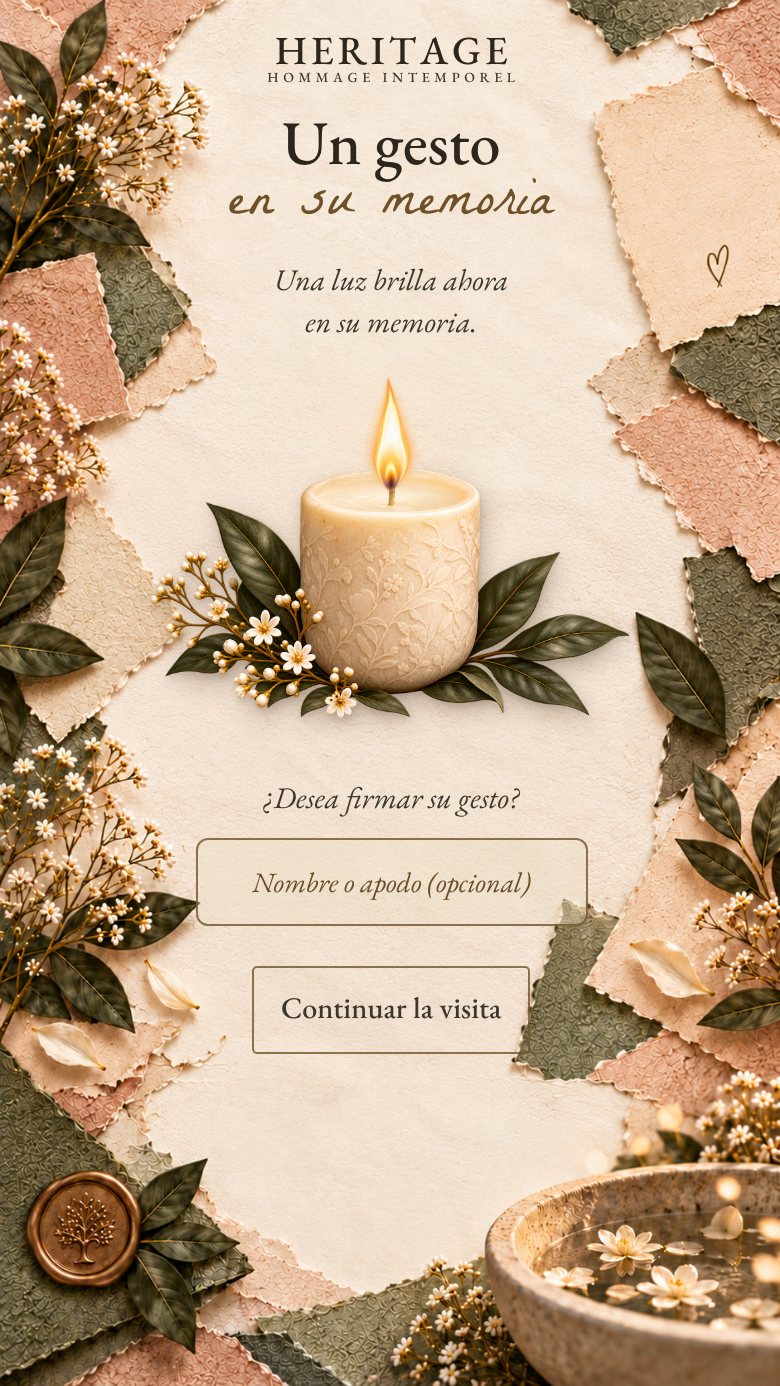 HERITAGE
HOMMAGE INTEMPOREL
Un gesto
en su memoria
Una luz brilla ahora
en su memoria.
¿Desea firmar su gesto?
Nombre o apodo (opcional)
Continuar la visita